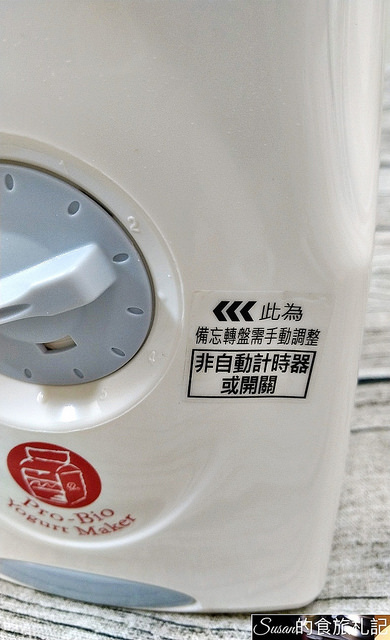 2
此為
備忘轉盤需手動調整
非自動計時器
或開關
Pro-Bio
Yogurt Maker
Susan的食旅札記